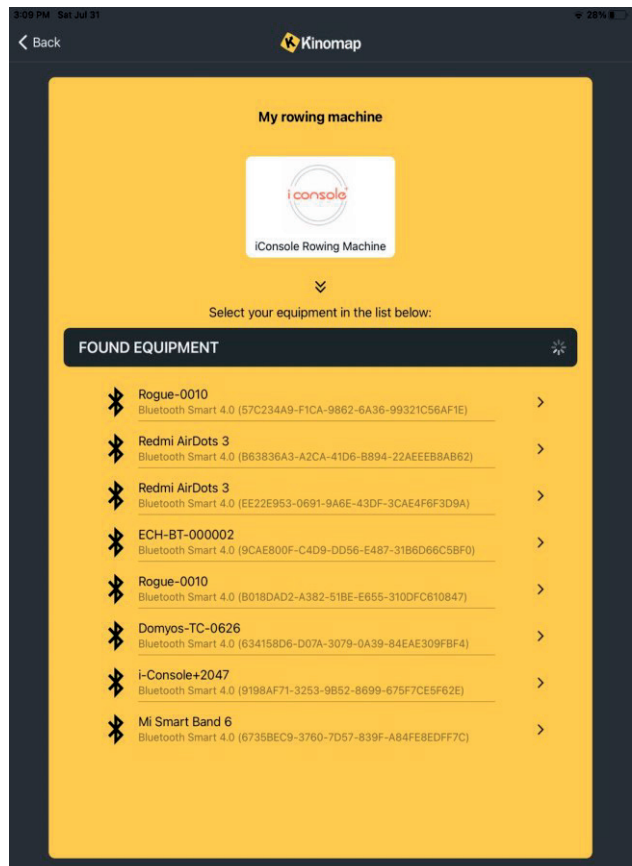 3:09 PM Sat Jul 31 28%
Back
Kinomap
My rowing machine
i console
iConsole Rowing Machine
Select your equipment in the list below:
FOUND EQUIPMENT
Rogue-0010
Bluetooth Smart 4.0 (57C234A9-F1CA-9862-6A36-99321C56AF1E)
Redmi AirDots 3
Bluetooth Smart 4.0 (B63836A3-A2CA-41D6-B894-22AEEEB8AB62)
Redmi AirDots 3
Bluetooth Smart 4.0 (EE22E953-0691-9A6E-43DF-3CAE4F6F3D9A)
ECH-BT-000002
Bluetooth Smart 4.0 (9CAE800F-C4D9-DD56-E487-31B6D66C5BF0)
Rogue-0010
Bluetooth Smart 4.0 (B018DAD2-A382-51BE-E655-310DFC610847)
Domyos-TC-0626
Bluetooth Smart 4.0 (634158D6-D07A-3079-0A39-84EAE309FBF4)
i-Console+2047
Bluetooth Smart 4.0 (9198AF71-3253-9B52-8699-675F7CE5F62E)
Mi Smart Band 6
Bluetooth Smart 4.0 (6735BEC9-3760-7D57-839F-A84FE8EDFF7C)